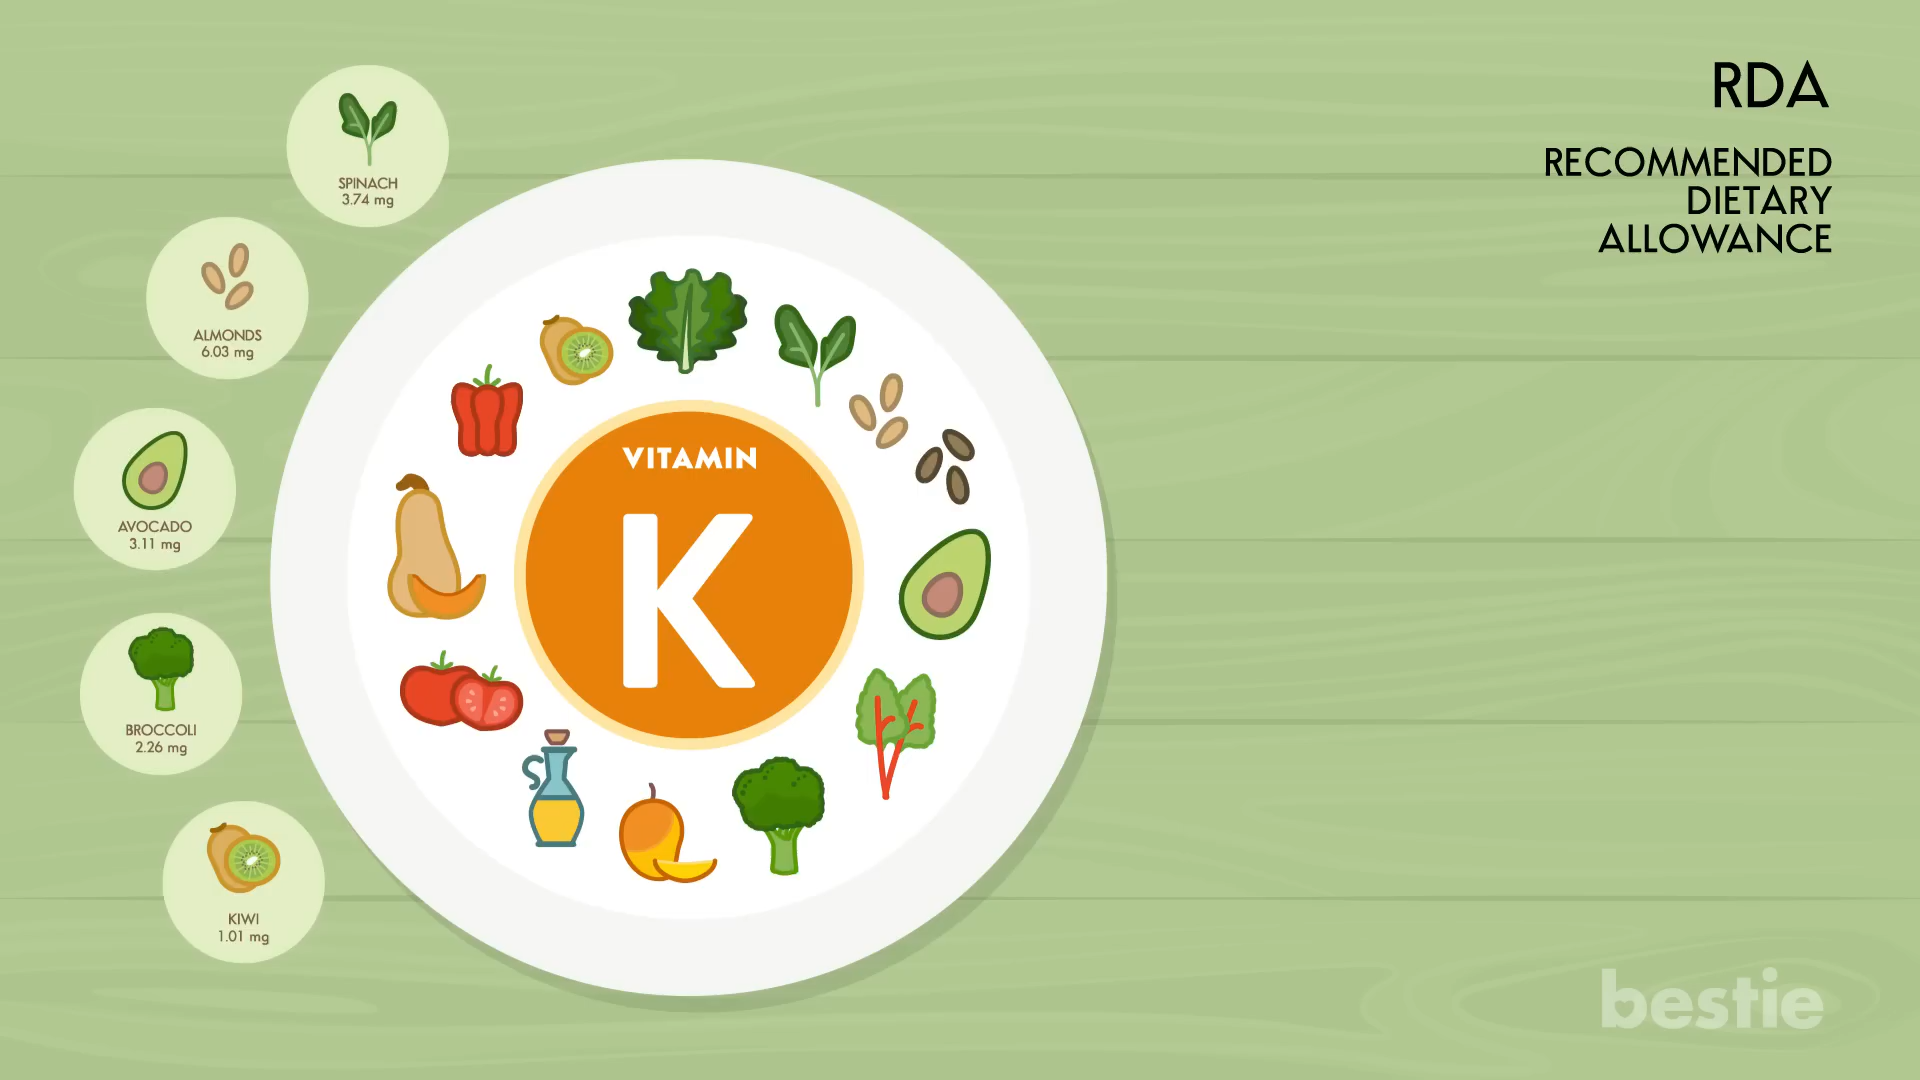 RDA
RECOMMENDED
DIETARY
ALLOWANCE
SPINACH
3.74 mg
ALMONDS
6.03 mg
AVOCADO
3.11 mg
BROCCOLI
2.26 mg
KIWI
1.01 mg
VITAMIN
K
bestie